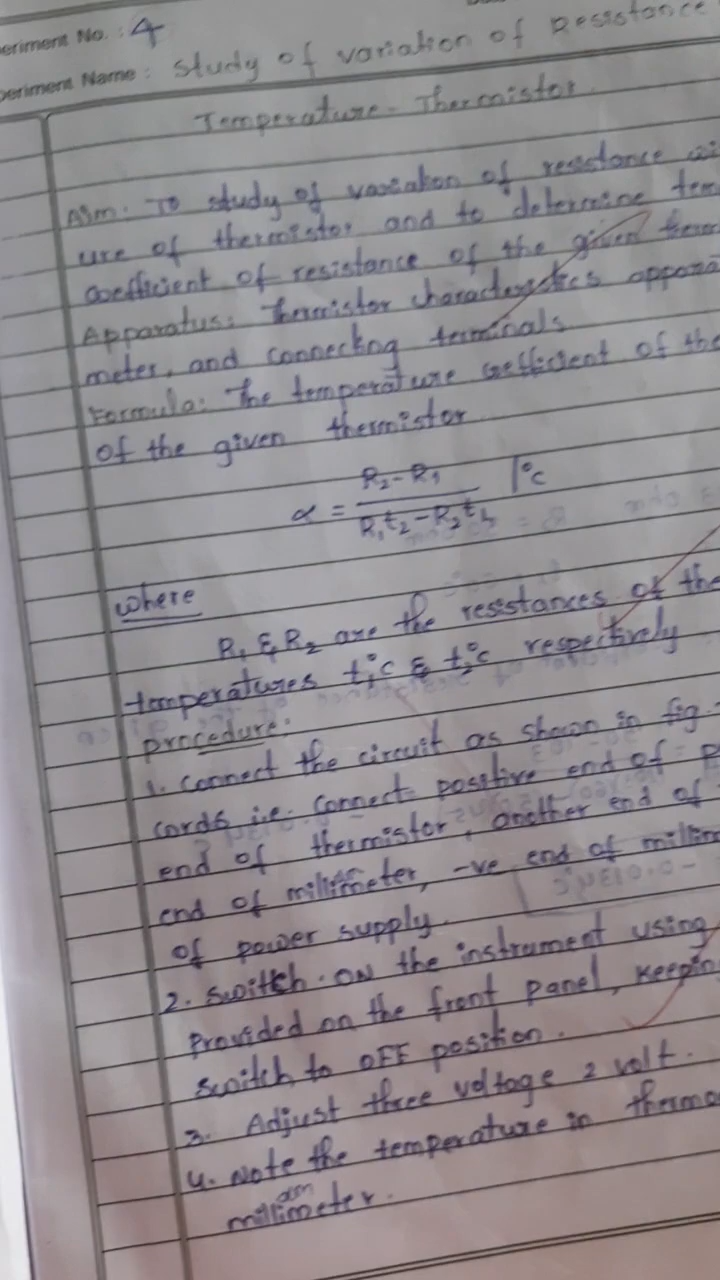 eriment No. : 4
periment Name : Study of variation of Resistance
Temperature - Thermistor
Aim: To study of variation of resistance wi
ure of thermistor and to determine tem
coefficient of resistance of the given therm
Apparatus: Thermistor characteristics appara
meter, and connecting terminals
Formula: The temperature coefficient of the
of the given thermistor
α = R₂-R₁ / R₁t₂-R₂t₁ /°C
where
R₁ & R₂ are the resistances of the
temperatures t₁°C & t₂°C respectively
procedure:
1. connect the circuit as shown in fig
cords i.e. connect positive end of p
end of thermistor, another end of
end of milliameter, -ve end of millim
of power supply.
2. switch ON the instrument using
provided on the front panel, keepin
switch to OFF position.
3. Adjust three voltage 2 volt.
4. Note the temperature in thermo
milliammeter.